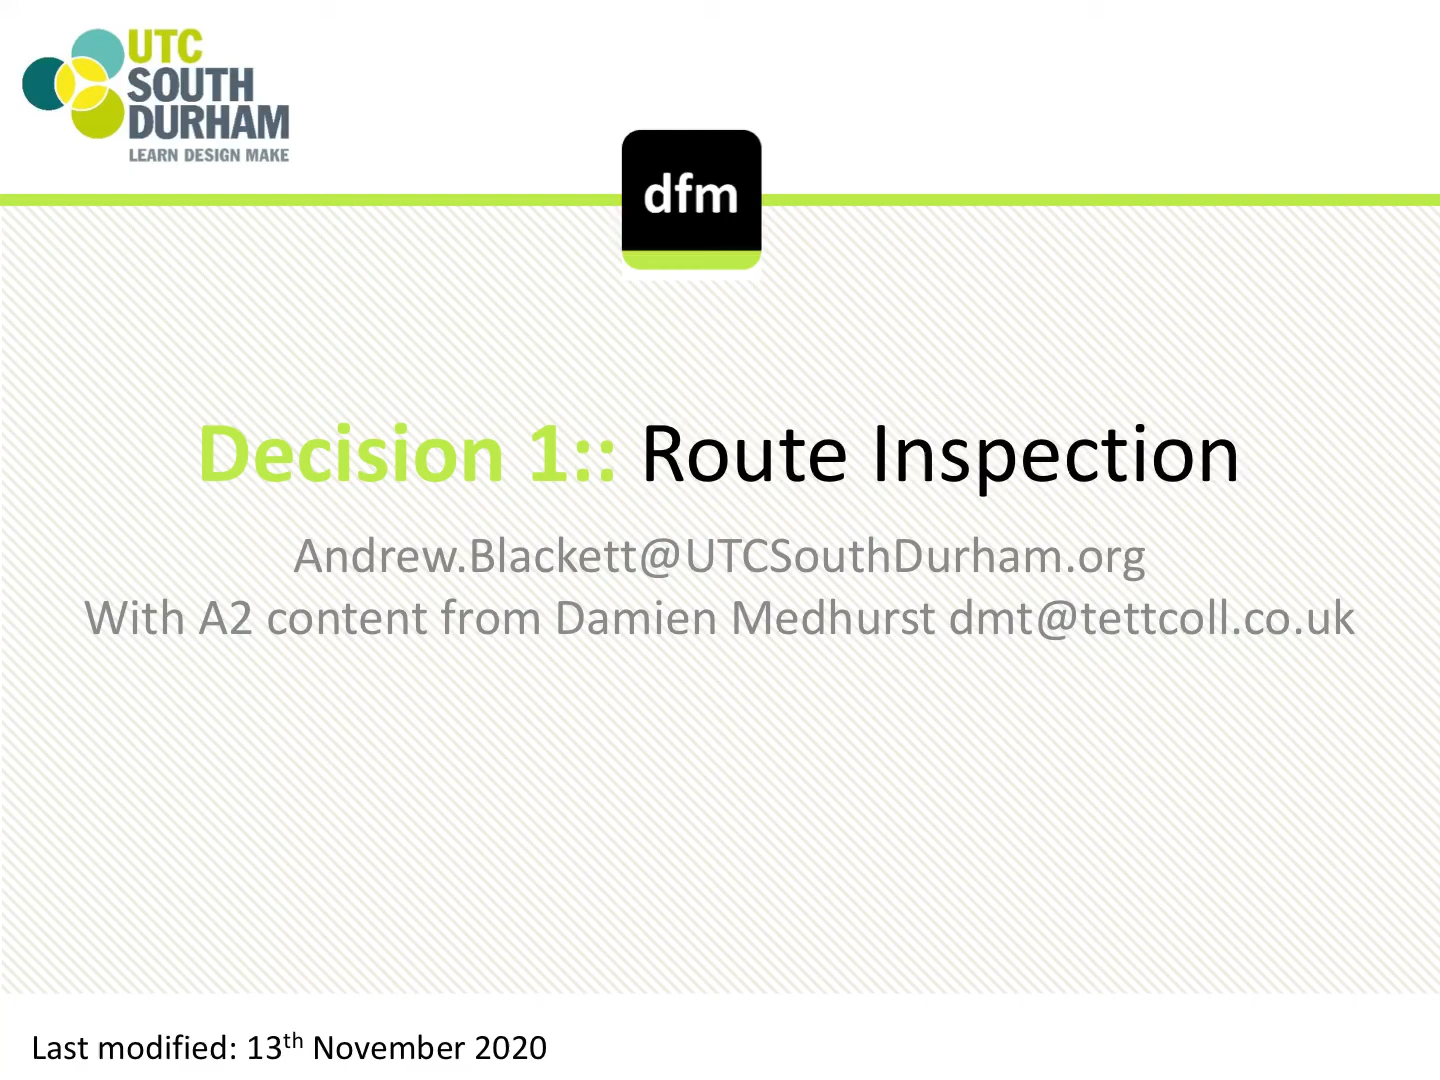 UTC
SOUTH
DURHAM
LEARN DESIGN MAKE
dfm
Decision 1:: Route Inspection
Andrew.Blackett@UTCSouthDurham.org
With A2 content from Damien Medhurst dmt@tettcoll.co.uk
Last modified: 13th November 2020